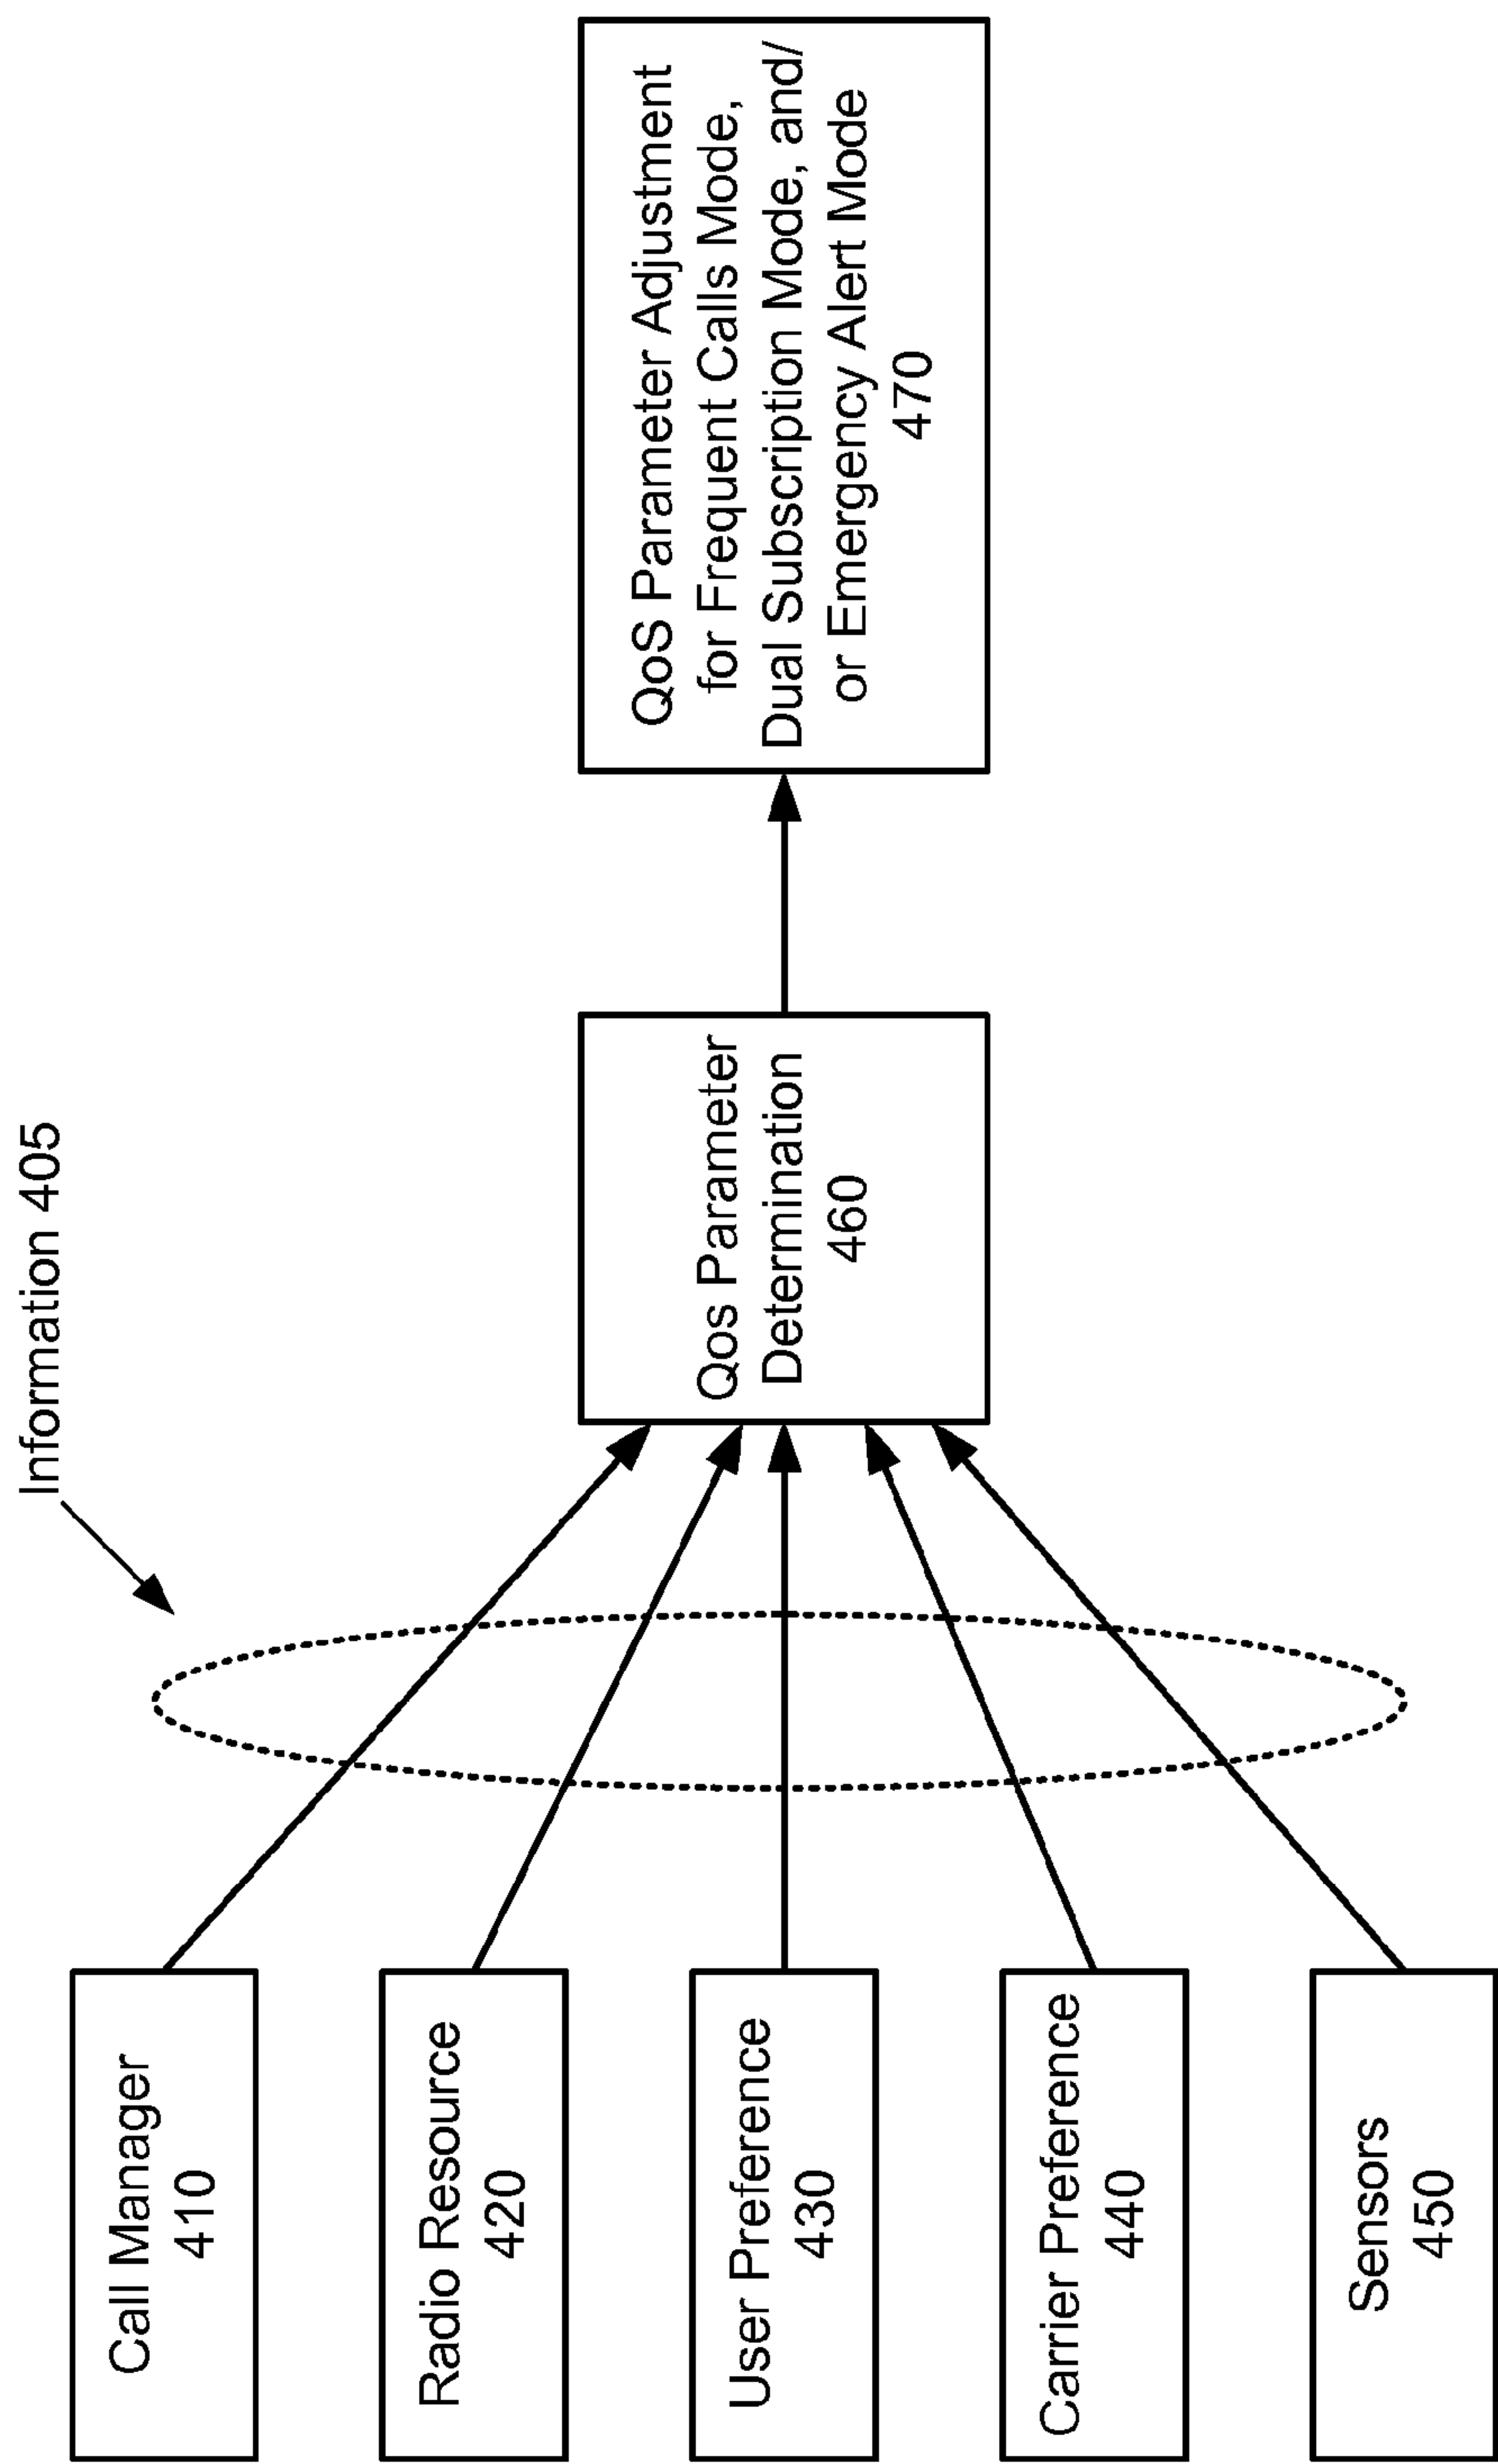 Information 405
Call Manager
410
Radio Resource
420
User Preference
430
Carrier Preference
440
Sensors
450
Qos Parameter
Determination
460
QoS Parameter Adjustment
for Frequent Calls Mode,
Dual Subscription Mode, and/
or Emergency Alert Mode
470